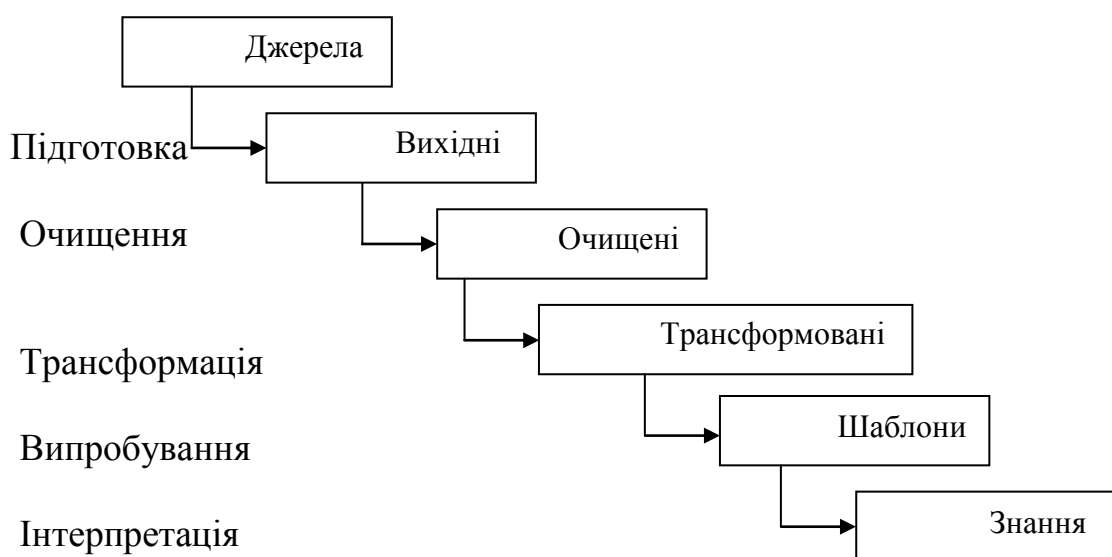 Джерела
Підготовка
Вихідні
Очищення
Очищені
Трансформовані
Трансформація
Шаблони
Випробування
Знання
Інтерпретація